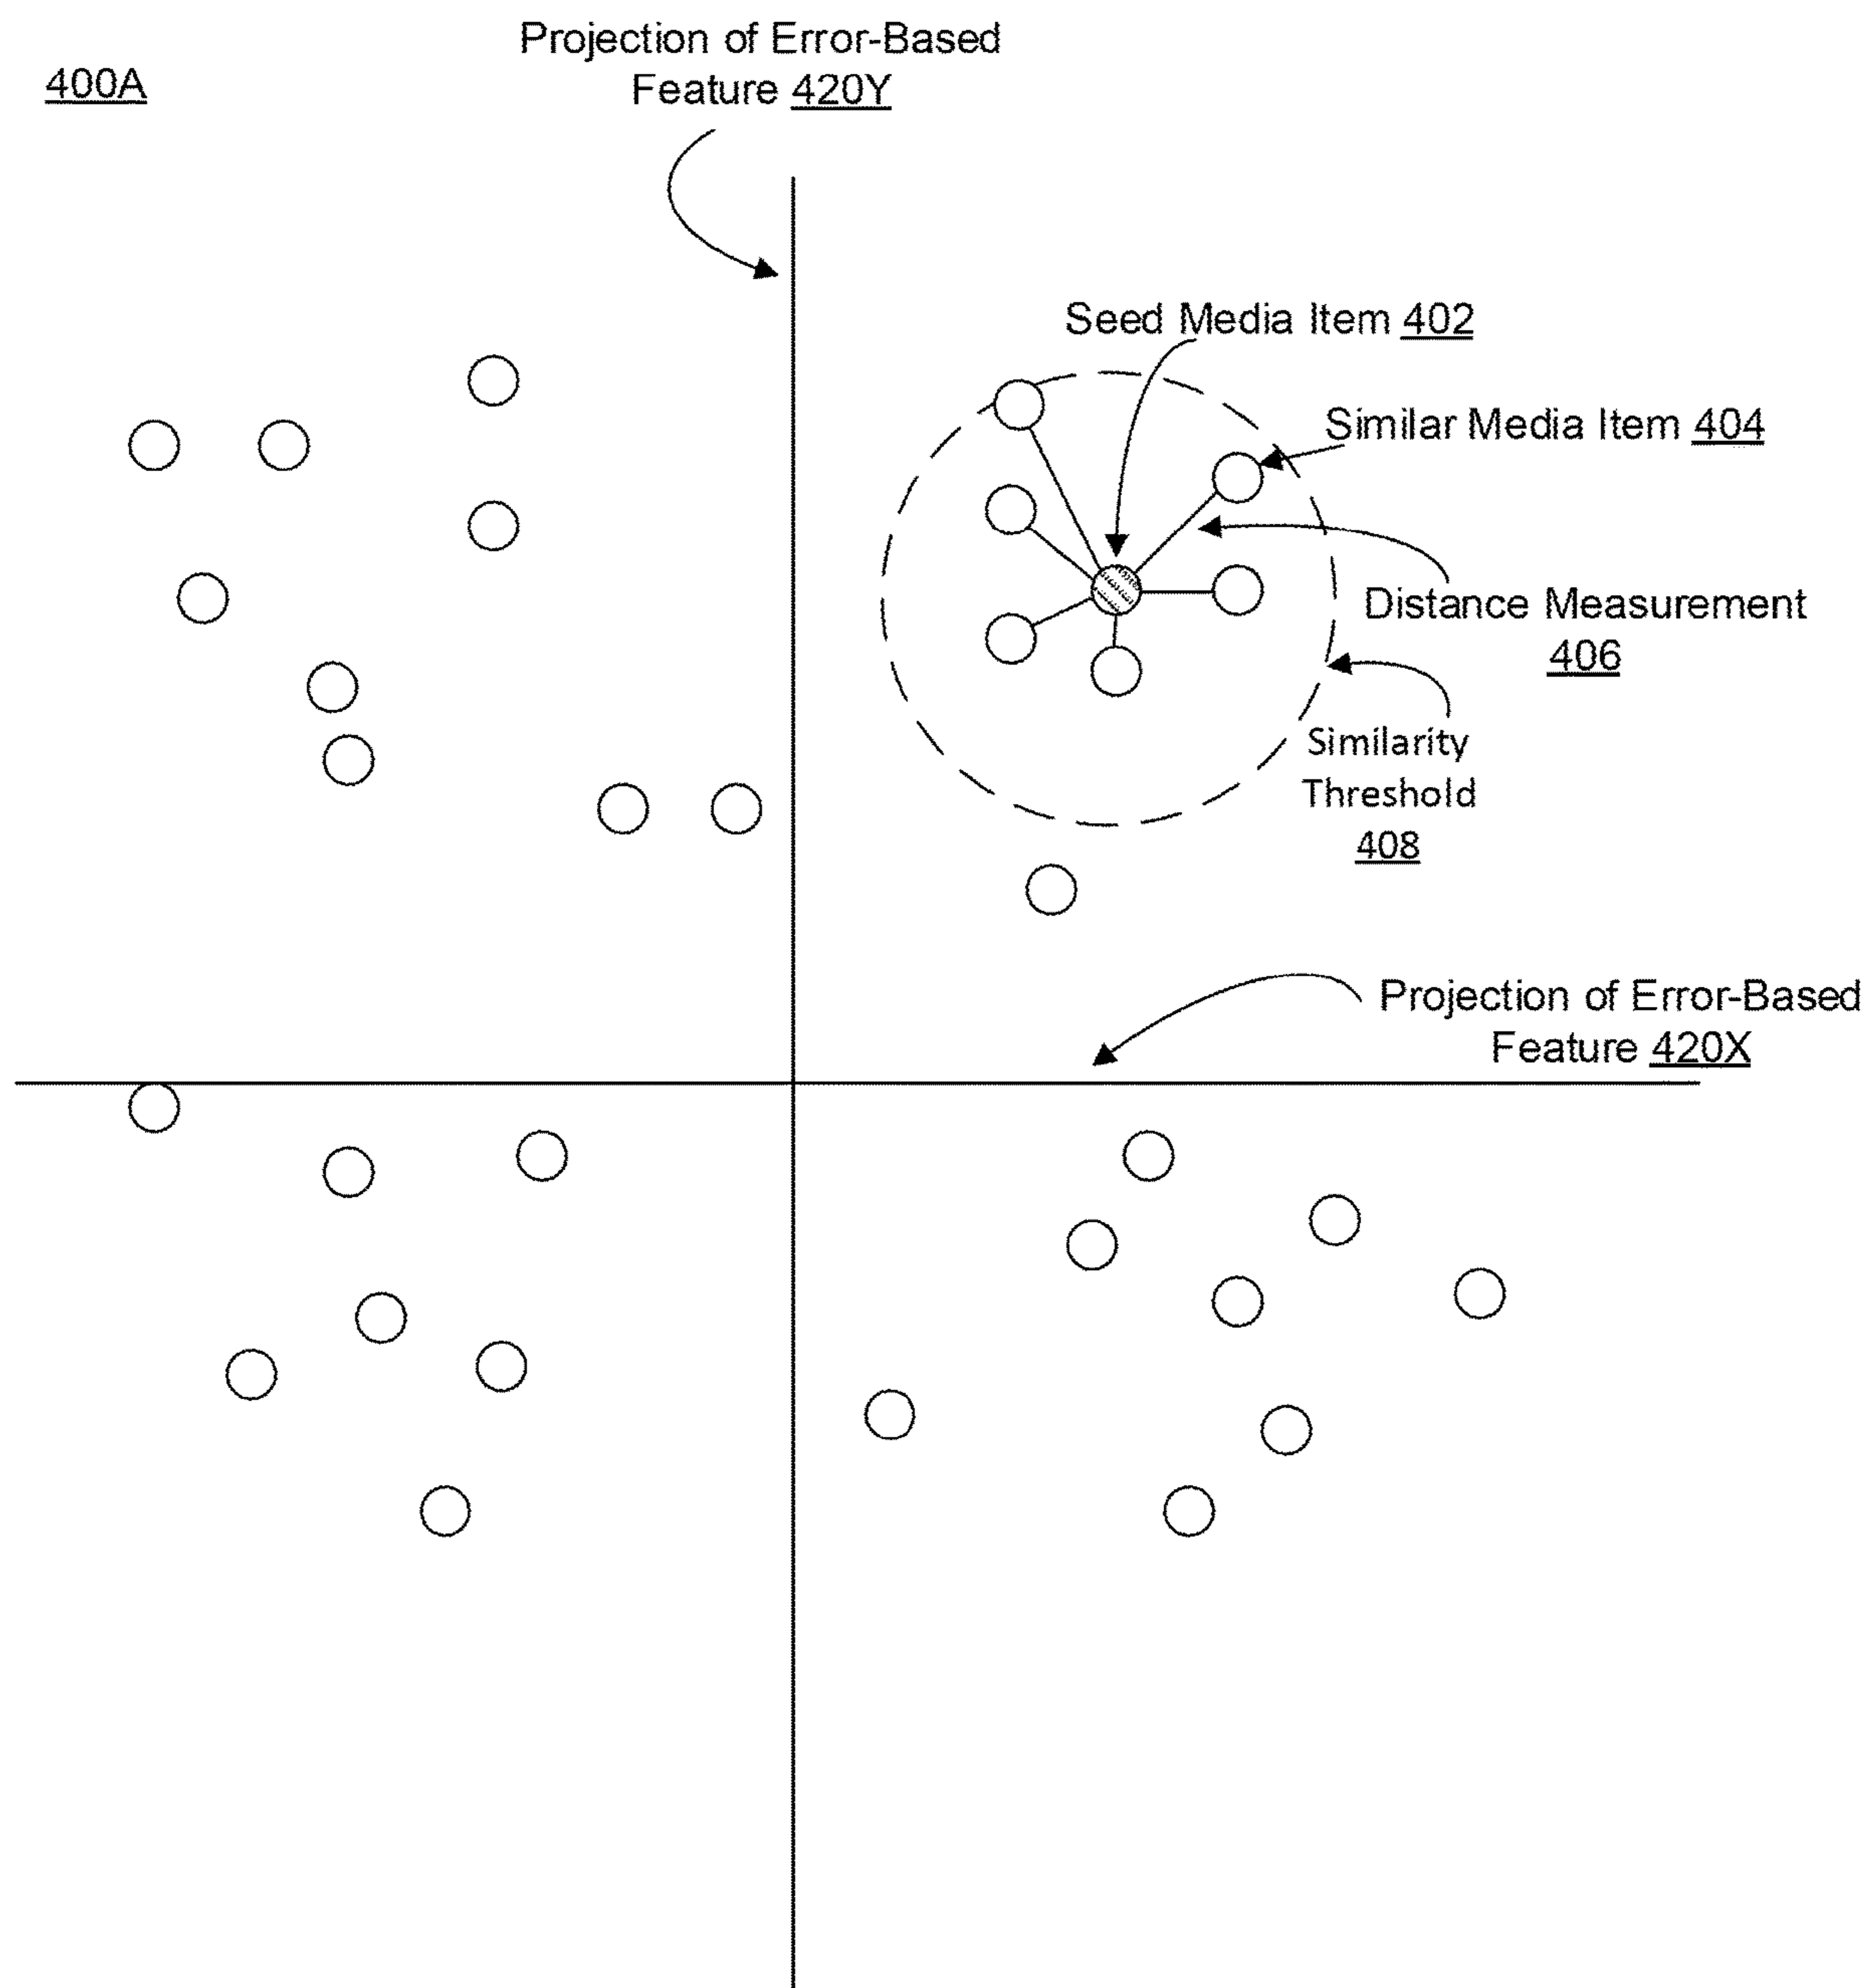 Projection of Error-Based
Feature 420Y
400A
Seed Media Item 402
Similar Media Item 404
Distance Measurement
406
Similarity
Threshold
408
Projection of Error-Based
Feature 420X